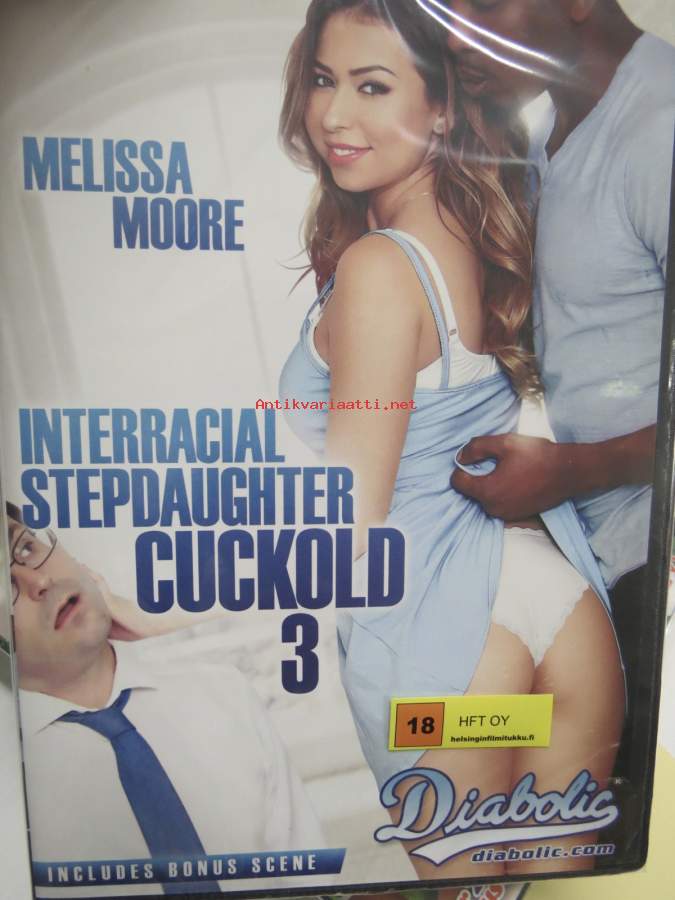 MELISSA
MOORE
Antikvariaatti.net
INTERRACIAL
STEPDAUGHTER
CUCKOLD
3
18 HFT OY
helsinginfilmitukku.fi
Diabolic®
diabolic.com
INCLUDES BONUS SCENE